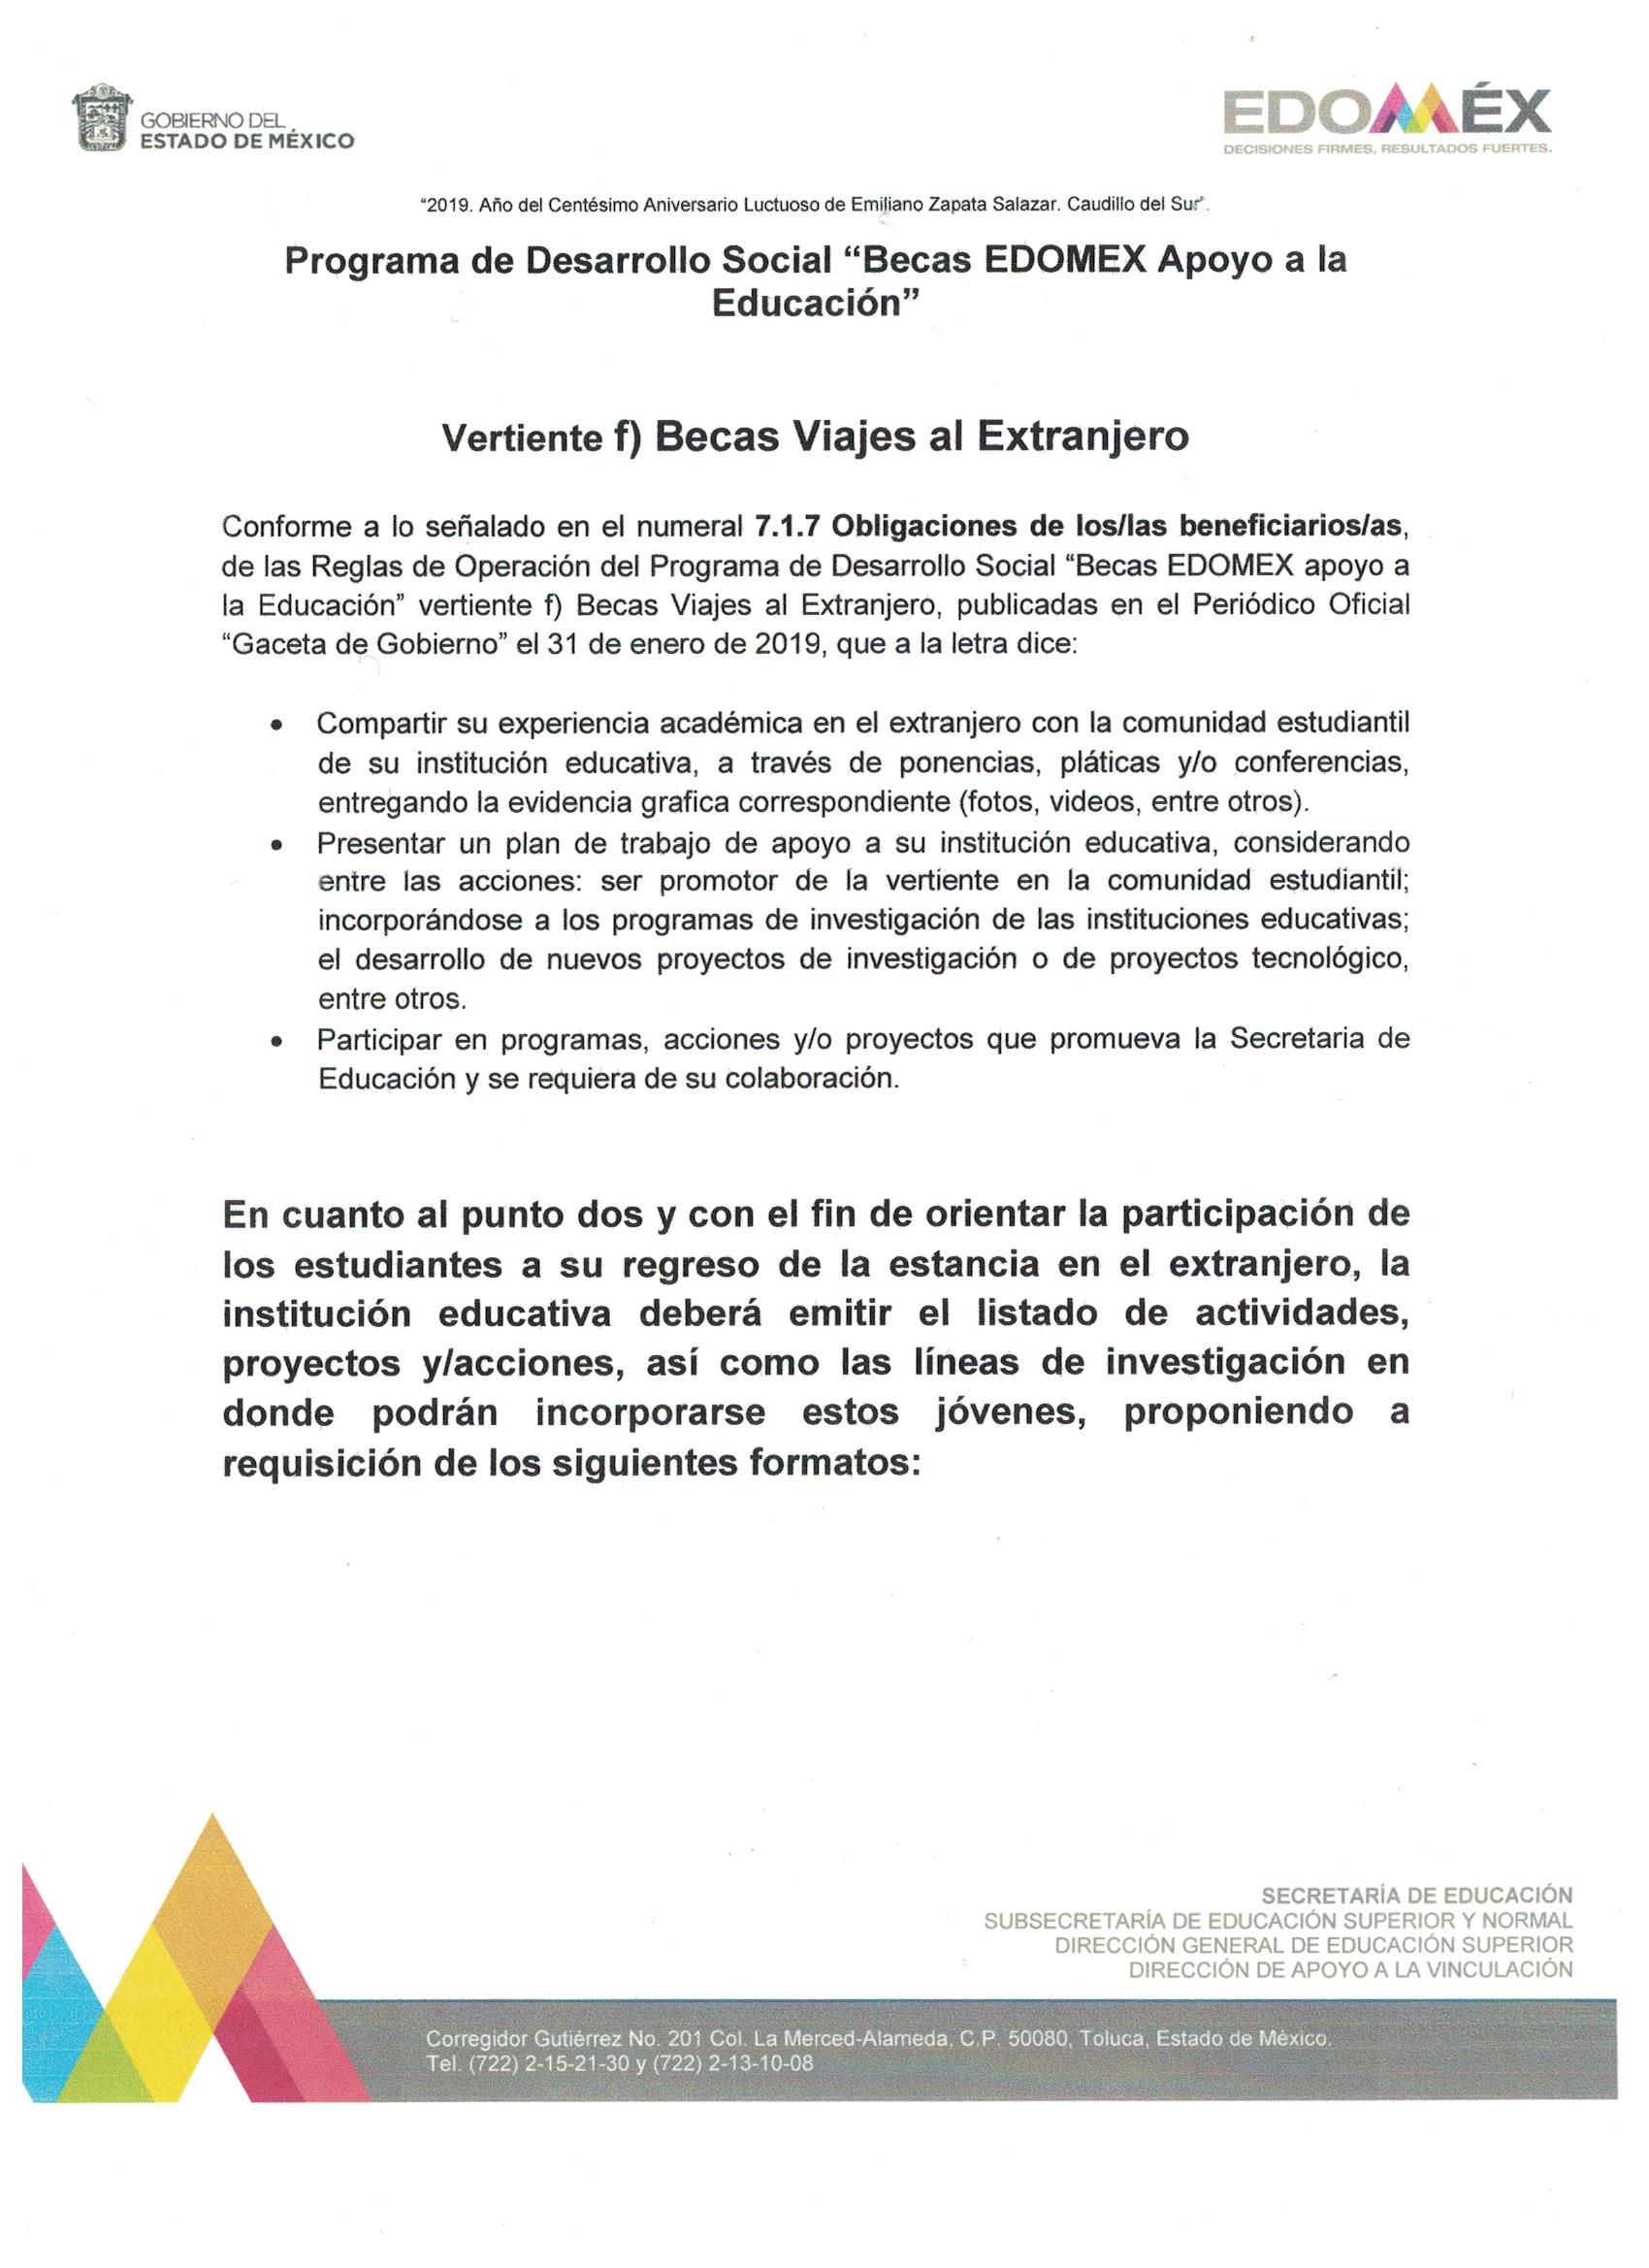 GOBIERNO DEL
ESTADO DE MÉXICO
EDOMÉX
DECISIONES FIRMES, RESULTADOS FUERTES.
"2019. Año del Centésimo Aniversario Luctuoso de Emiliano Zapata Salazar. Caudillo del Sur".
Programa de Desarrollo Social “Becas EDOMEX Apoyo a la
Educación”
Vertiente f) Becas Viajes al Extranjero
Conforme a lo señalado en el numeral 7.1.7 Obligaciones de los/las beneficiarios/as,
de las Reglas de Operación del Programa de Desarrollo Social “Becas EDOMEX apoyo a
la Educación” vertiente f) Becas Viajes al Extranjero, publicadas en el Periódico Oficial
“Gaceta de Gobierno” el 31 de enero de 2019, que a la letra dice:
• Compartir su experiencia académica en el extranjero con la comunidad estudiantil
de su institución educativa, a través de ponencias, pláticas y/o conferencias,
entregando la evidencia grafica correspondiente (fotos, videos, entre otros).
• Presentar un plan de trabajo de apoyo a su institución educativa, considerando
entre las acciones: ser promotor de la vertiente en la comunidad estudiantil;
incorporándose a los programas de investigación de las instituciones educativas;
el desarrollo de nuevos proyectos de investigación o de proyectos tecnológico,
entre otros.
• Participar en programas, acciones y/o proyectos que promueva la Secretaria de
Educación y se requiera de su colaboración.
En cuanto al punto dos y con el fin de orientar la participación de
los estudiantes a su regreso de la estancia en el extranjero, la
institución educativa deberá emitir el listado de actividades,
proyectos y/acciones, así como las líneas de investigación en
donde podrán incorporarse estos jóvenes, proponiendo a
requisición de los siguientes formatos:
SECRETARÍA DE EDUCACIÓN
SUBSECRETARÍA DE EDUCACIÓN SUPERIOR Y NORMAL
DIRECCIÓN GENERAL DE EDUCACIÓN SUPERIOR
DIRECCIÓN DE APOYO A LA VINCULACIÓN
Corregidor Gutiérrez No. 201 Col. La Merced-Alameda, C.P. 50080, Toluca, Estado de México.
Tel. (722) 2-15-21-30 y (722) 2-13-10-08